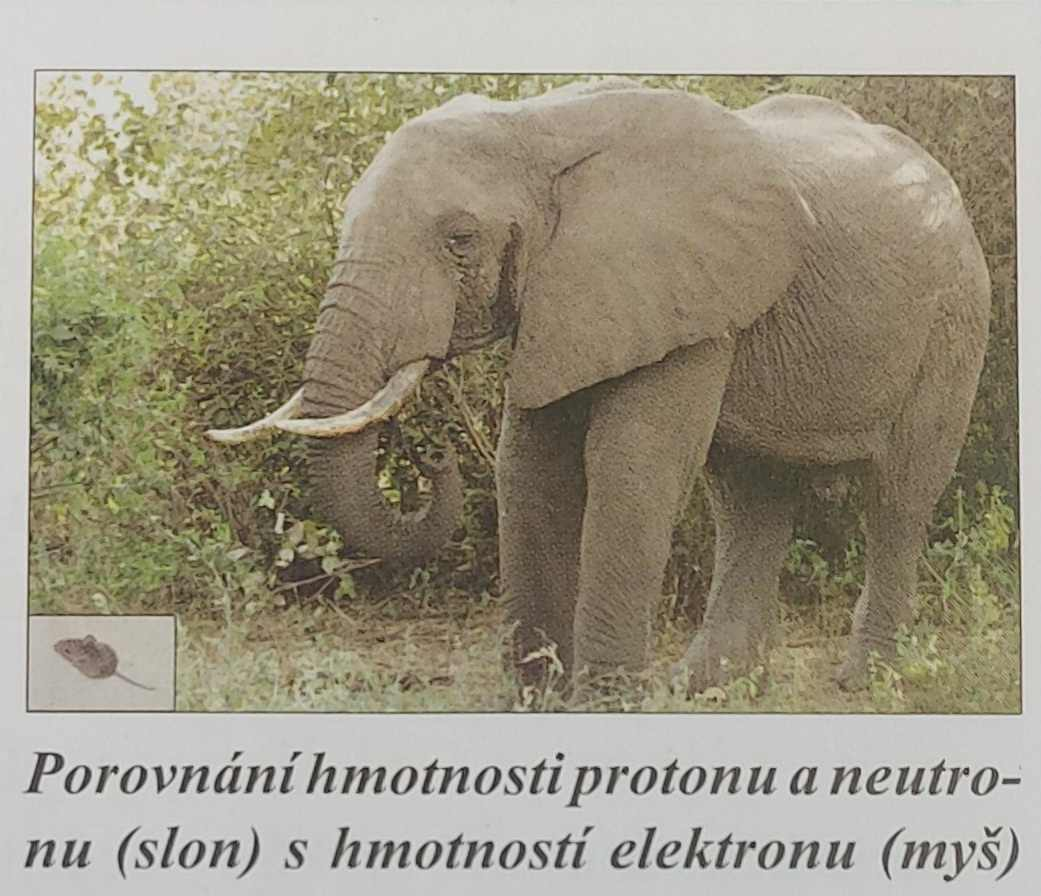 Porovnání hmotnosti protonu a neutro-
nu (slon) s hmotností elektronu (myš)